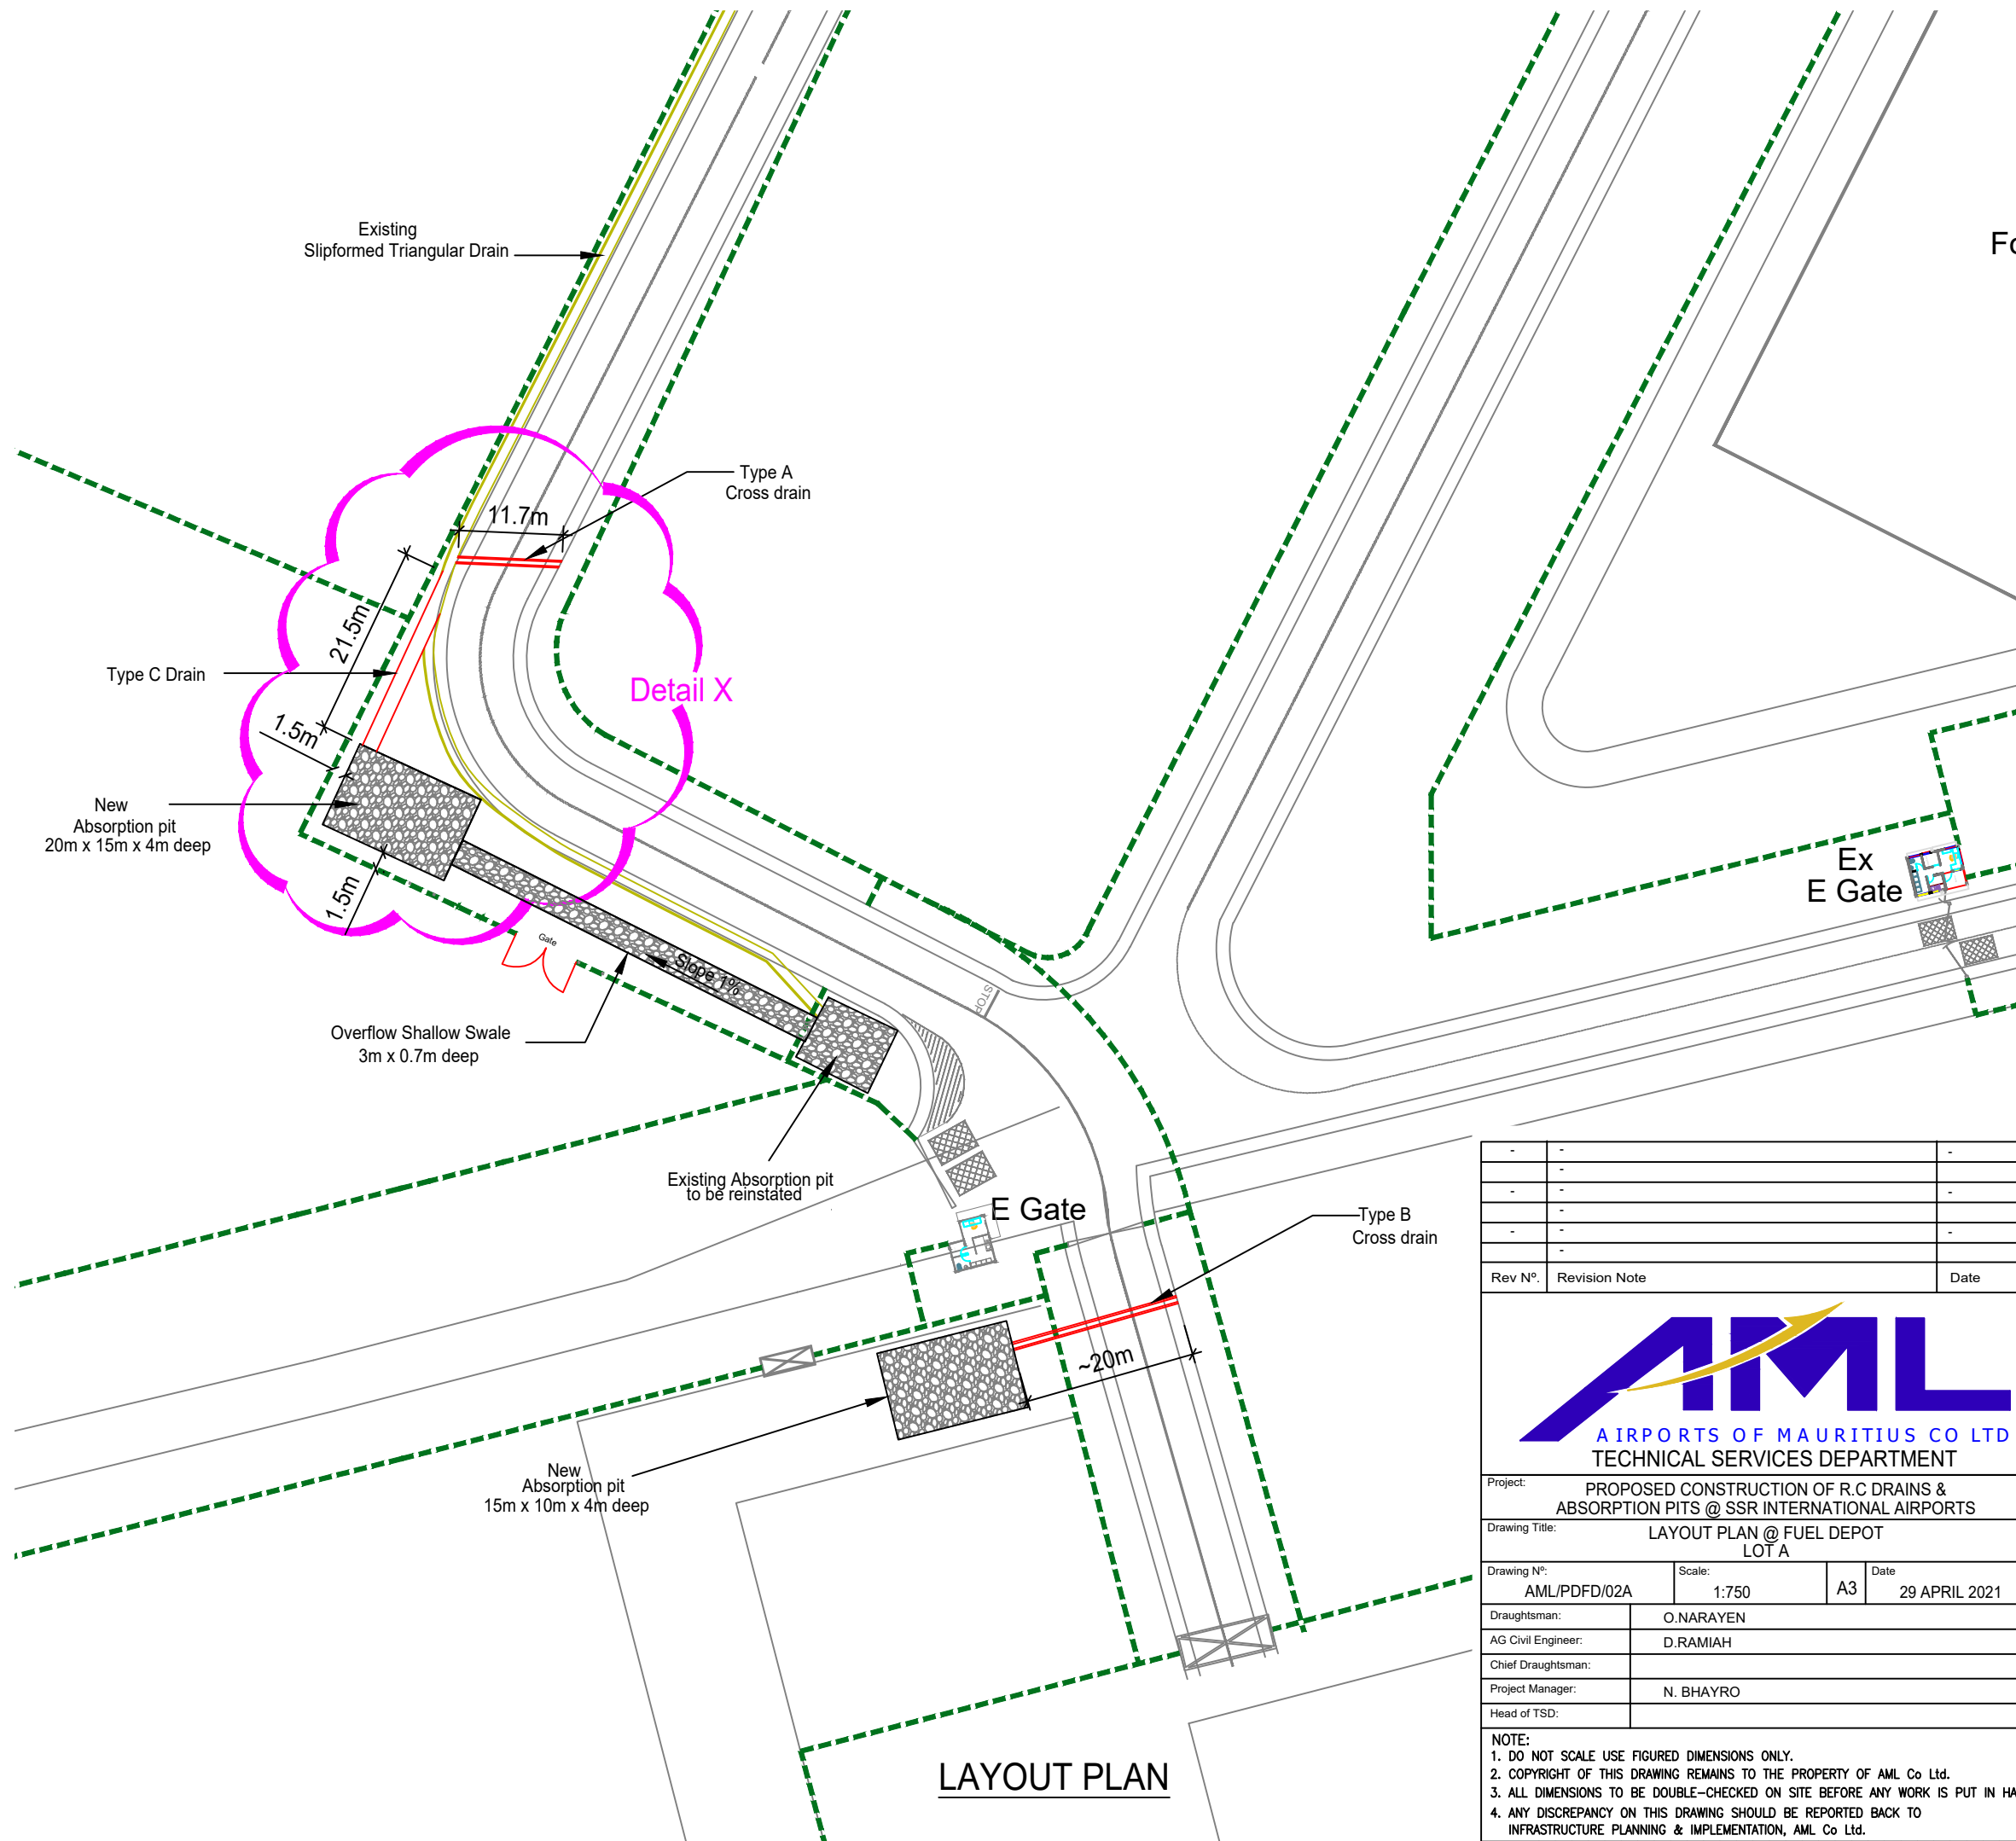 Existing
Slipformed Triangular Drain
Type A
Cross drain
11.7m
21.5m
Type C Drain
Detail X
1.5m
New
Absorption pit
20m x 15m x 4m deep
1.5m
Gate
Slope 1%
Overflow Shallow Swale
3m x 0.7m deep
STOP
Ex
E Gate
Existing Absorption pit
to be reinstated
E Gate
Type B
Cross drain
~20m
New
Absorption pit
15m x 10m x 4m deep
LAYOUT PLAN
- - -
-
- - -
-
- - -
-
Rev Nº. Revision Note Date
AML
AIRPORTS OF MAURITIUS CO LTD
TECHNICAL SERVICES DEPARTMENT
Project:
PROPOSED CONSTRUCTION OF R.C DRAINS &
ABSORPTION PITS @ SSR INTERNATIONAL AIRPORTS
Drawing Title:
LAYOUT PLAN @ FUEL DEPOT
LOT A
Drawing Nº: Scale: A3 Date
AML/PDFD/02A 1:750 29 APRIL 2021
Draughtsman: O.NARAYEN
AG Civil Engineer: D.RAMIAH
Chief Draughtsman:
Project Manager: N. BHAYRO
Head of TSD:
NOTE:
1. DO NOT SCALE USE FIGURED DIMENSIONS ONLY.
2. COPYRIGHT OF THIS DRAWING REMAINS TO THE PROPERTY OF AML Co Ltd.
3. ALL DIMENSIONS TO BE DOUBLE-CHECKED ON SITE BEFORE ANY WORK IS PUT IN
4. ANY DISCREPANCY ON THIS DRAWING SHOULD BE REPORTED BACK TO
INFRASTRUCTURE PLANNING & IMPLEMENTATION, AML Co Ltd.